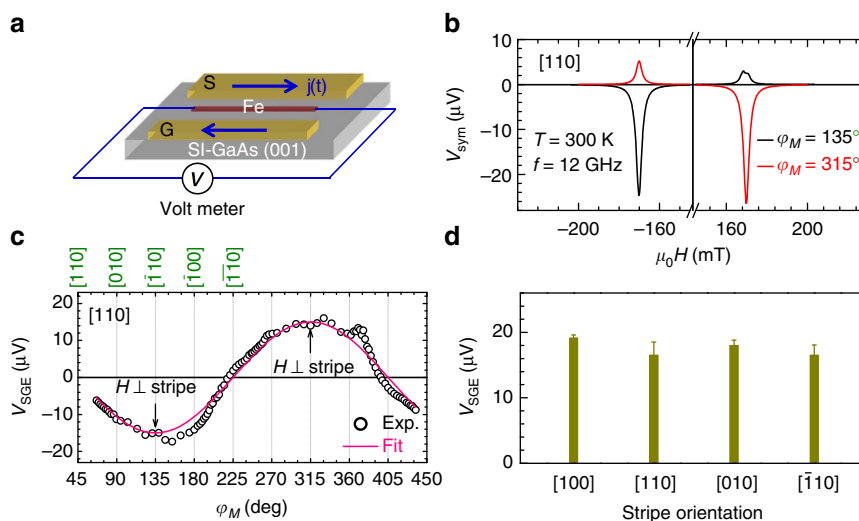 a
S
j(t)
Fe
G
SI-GaAs (001)
V
Volt meter
b
[110]
V_sym (μV)
0
−10
−20
T = 300 K
f = 12 GHz
φ_M = 135°
φ_M = 315°
−200 −160 160 200
μ₀H (mT)
c
[110] [010] [1̄10] [1̄00] [1̄1̄0]
[110]
V_SGE (μV)
20
10
0
−10
−20
H ⊥ stripe
H ⊥ stripe
Exp.
Fit
45 90 135 180 225 270 315 360 405 450
φ_M (deg)
d
V_SGE (μV)
20
10
0
[100] [110] [010] [1̄10]
Stripe orientation